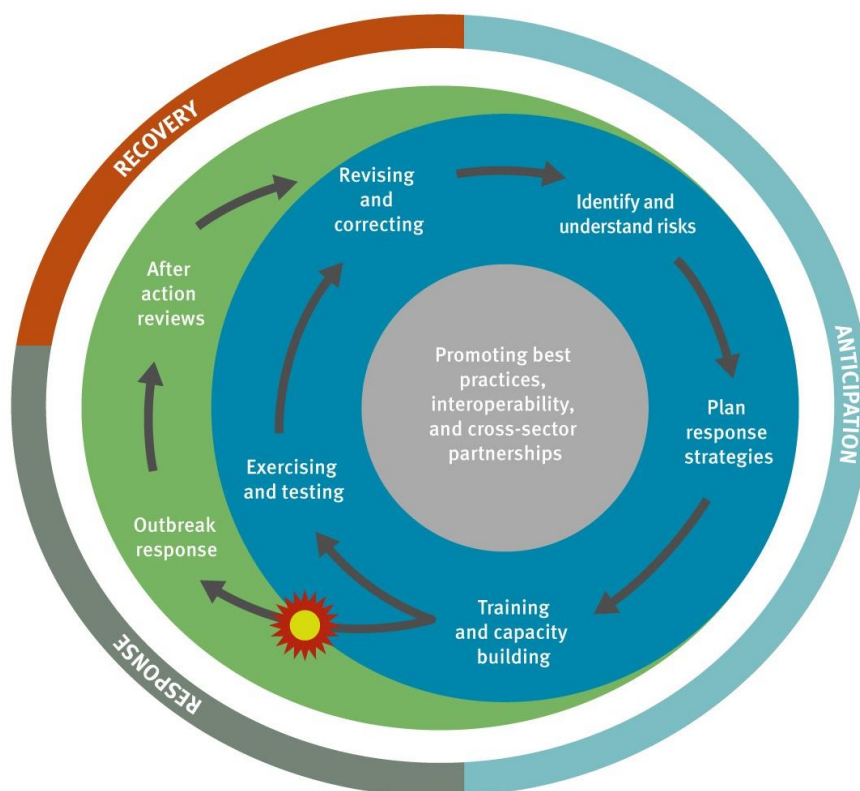 RECOVERY
ANTICIPATION
RESPONSE
Revising
and
correcting
Identify and
understand risks
Plan
response
strategies
Training
and capacity
building
Exercising
and testing
Outbreak
response
After
action
reviews
Promoting best
practices,
interoperability,
and cross-sector
partnerships